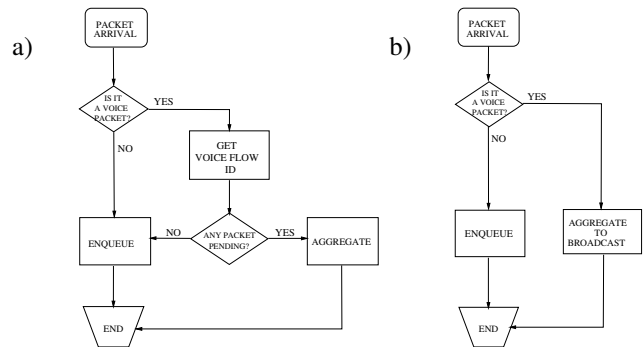 a)
PACKET
ARRIVAL
IS IT
A VOICE
PACKET?
YES
NO
GET
VOICE FLOW
ID
ENQUEUE
NO
ANY PACKET
PENDING?
YES
AGGREGATE
END
b)
PACKET
ARRIVAL
IS IT
A VOICE
PACKET?
YES
NO
ENQUEUE
AGGREGATE
TO
BROADCAST
END